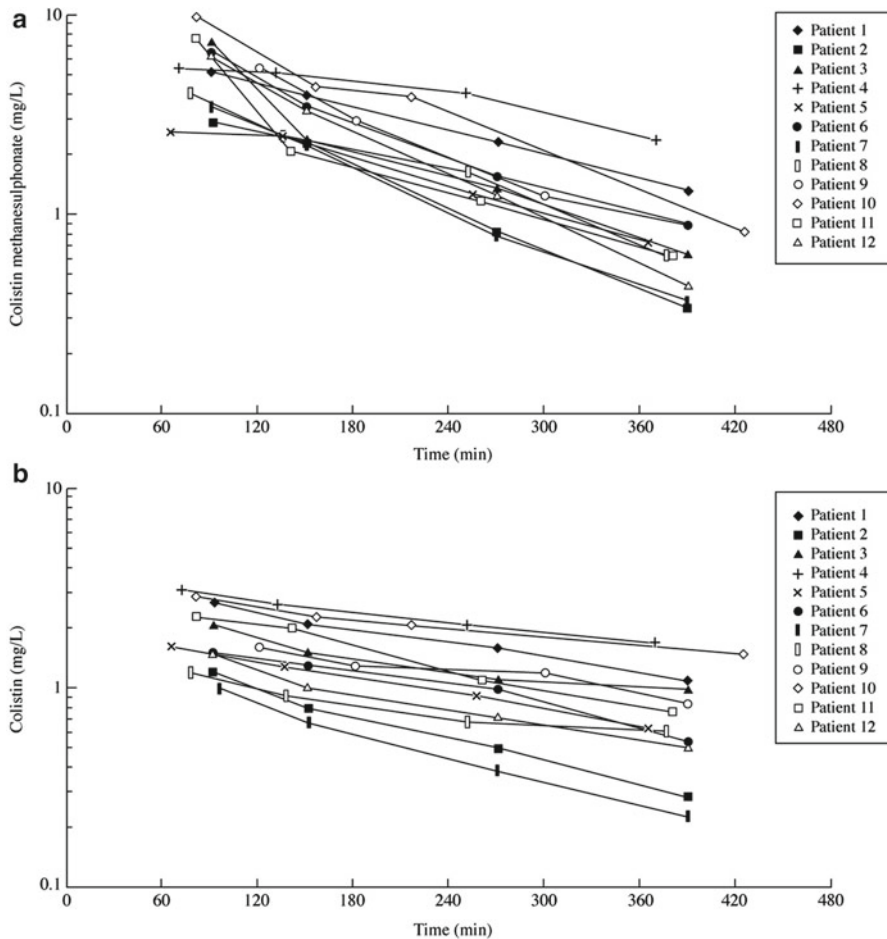 a
10
1
0.1
Colistin methanesulphonate (mg/L)
0 60 120 180 240 300 360 420 480
Time (min)
Patient 1
Patient 2
Patient 3
Patient 4
Patient 5
Patient 6
Patient 7
Patient 8
Patient 9
Patient 10
Patient 11
Patient 12
b
10
1
0.1
Colistin (mg/L)
0 60 120 180 240 300 360 420 480
Time (min)
Patient 1
Patient 2
Patient 3
Patient 4
Patient 5
Patient 6
Patient 7
Patient 8
Patient 9
Patient 10
Patient 11
Patient 12